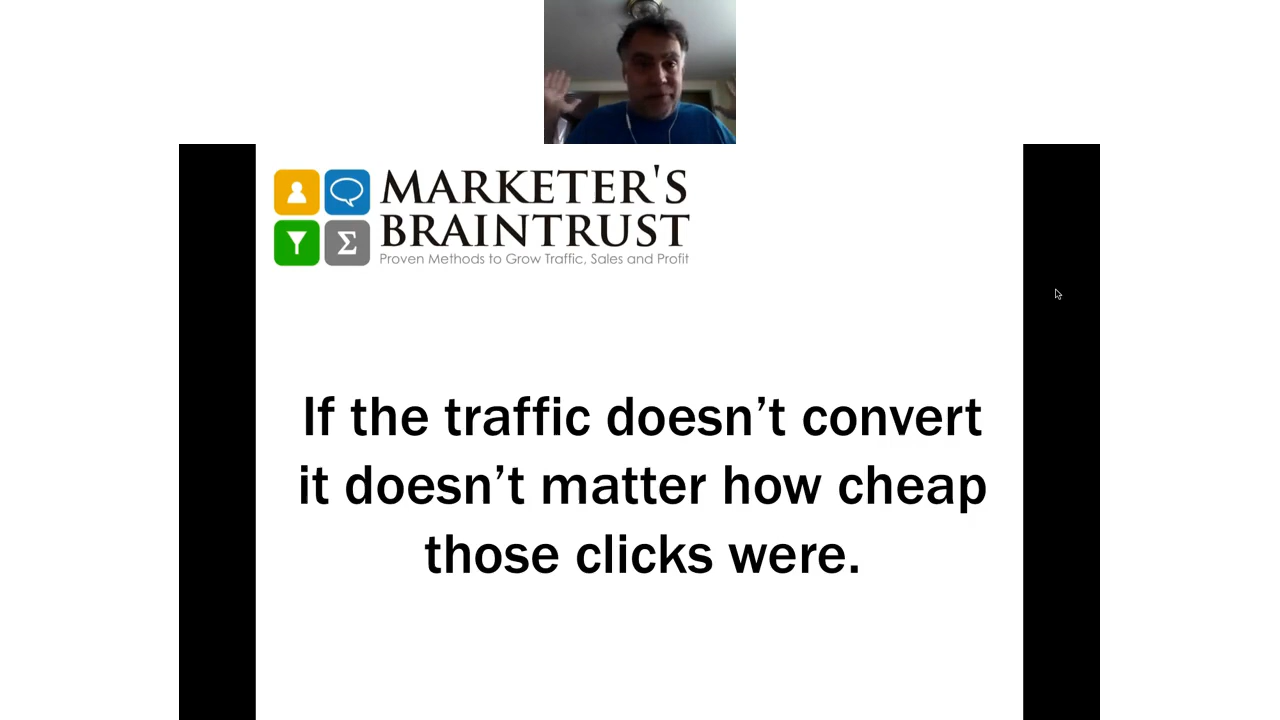 MARKETER'S
BRAINTRUST
Proven Methods to Grow Traffic, Sales and Profit
If the traffic doesn’t convert
it doesn’t matter how cheap
those clicks were.